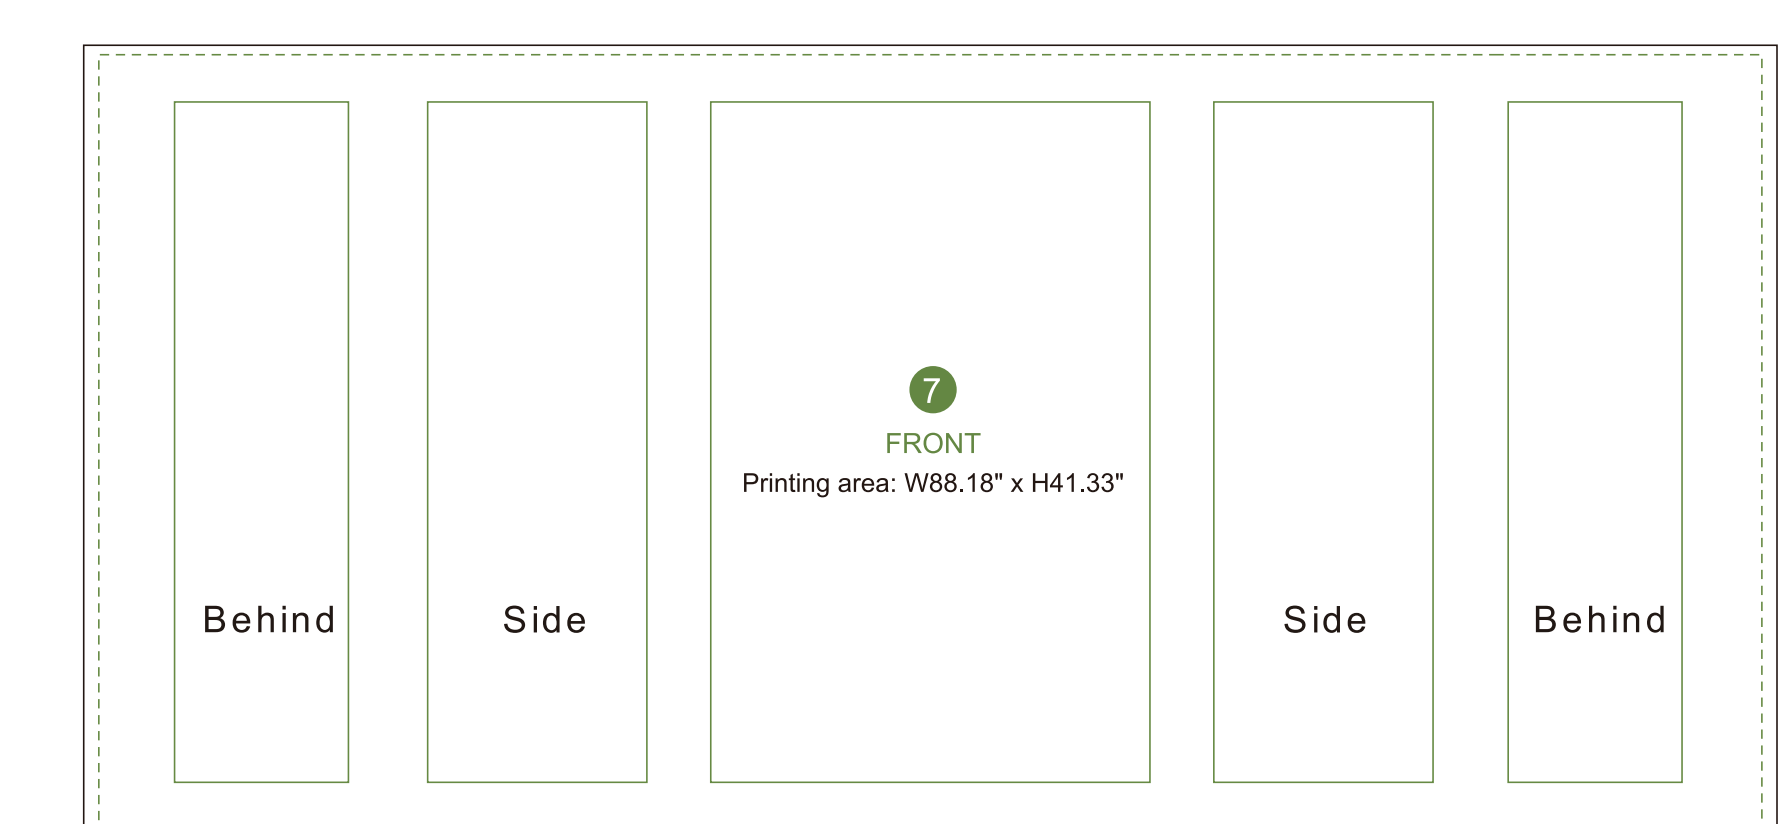 7
FRONT
Printing area: W88.18" x H41.33"
Behind
Side
Side
Behind